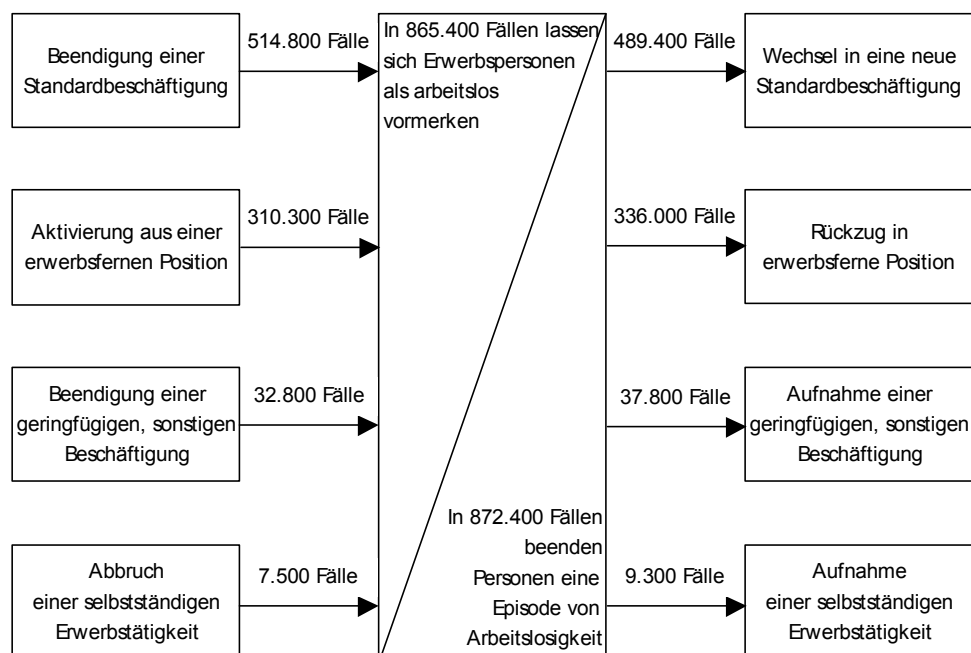 Beendigung einer
Standardbeschäftigung
514.800 Fälle
In 865.400 Fällen lassen
sich Erwerbspersonen
als arbeitslos
vormerken
489.400 Fälle
Wechsel in eine neue
Standardbeschäftigung
Aktivierung aus einer
erwerbsfernen Position
310.300 Fälle
336.000 Fälle
Rückzug in
erwerbsferne Position
Beendigung einer
geringfügigen, sonstigen
Beschäftigung
32.800 Fälle
37.800 Fälle
Aufnahme einer
geringfügigen, sonstigen
Beschäftigung
Abbruch
einer selbstständigen
Erwerbstätigkeit
7.500 Fälle
In 872.400 Fällen
beenden
Personen eine
Episode von
Arbeitslosigkeit
9.300 Fälle
Aufnahme
einer selbstständigen
Erwerbstätigkeit